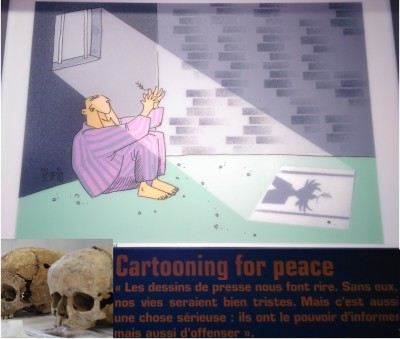 Cartooning for peace
« Les dessins de presse nous font rire. Sans eux,
nos vies seraient bien tristes. Mais c'est aussi
une chose sérieuse : ils ont le pouvoir d'informer
mais aussi d'offenser ».